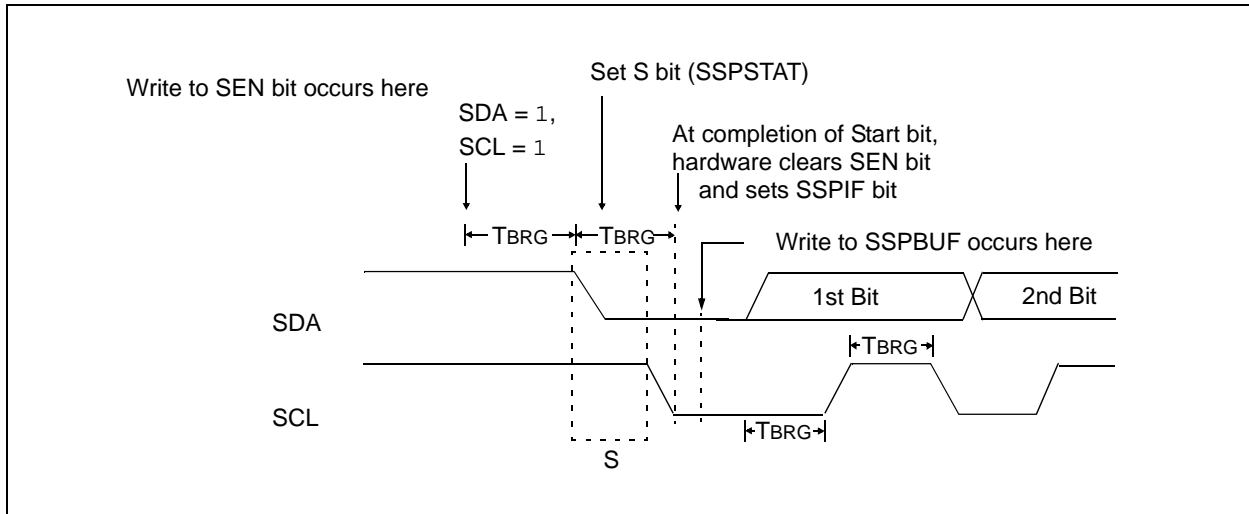 Write to SEN bit occurs here
Set S bit (SSPSTAT)
SDA = 1,
SCL = 1
At completion of Start bit,
hardware clears SEN bit
and sets SSPIF bit
TBRG
TBRG
Write to SSPBUF occurs here
1st Bit
2nd Bit
SDA
TBRG
SCL
TBRG
S